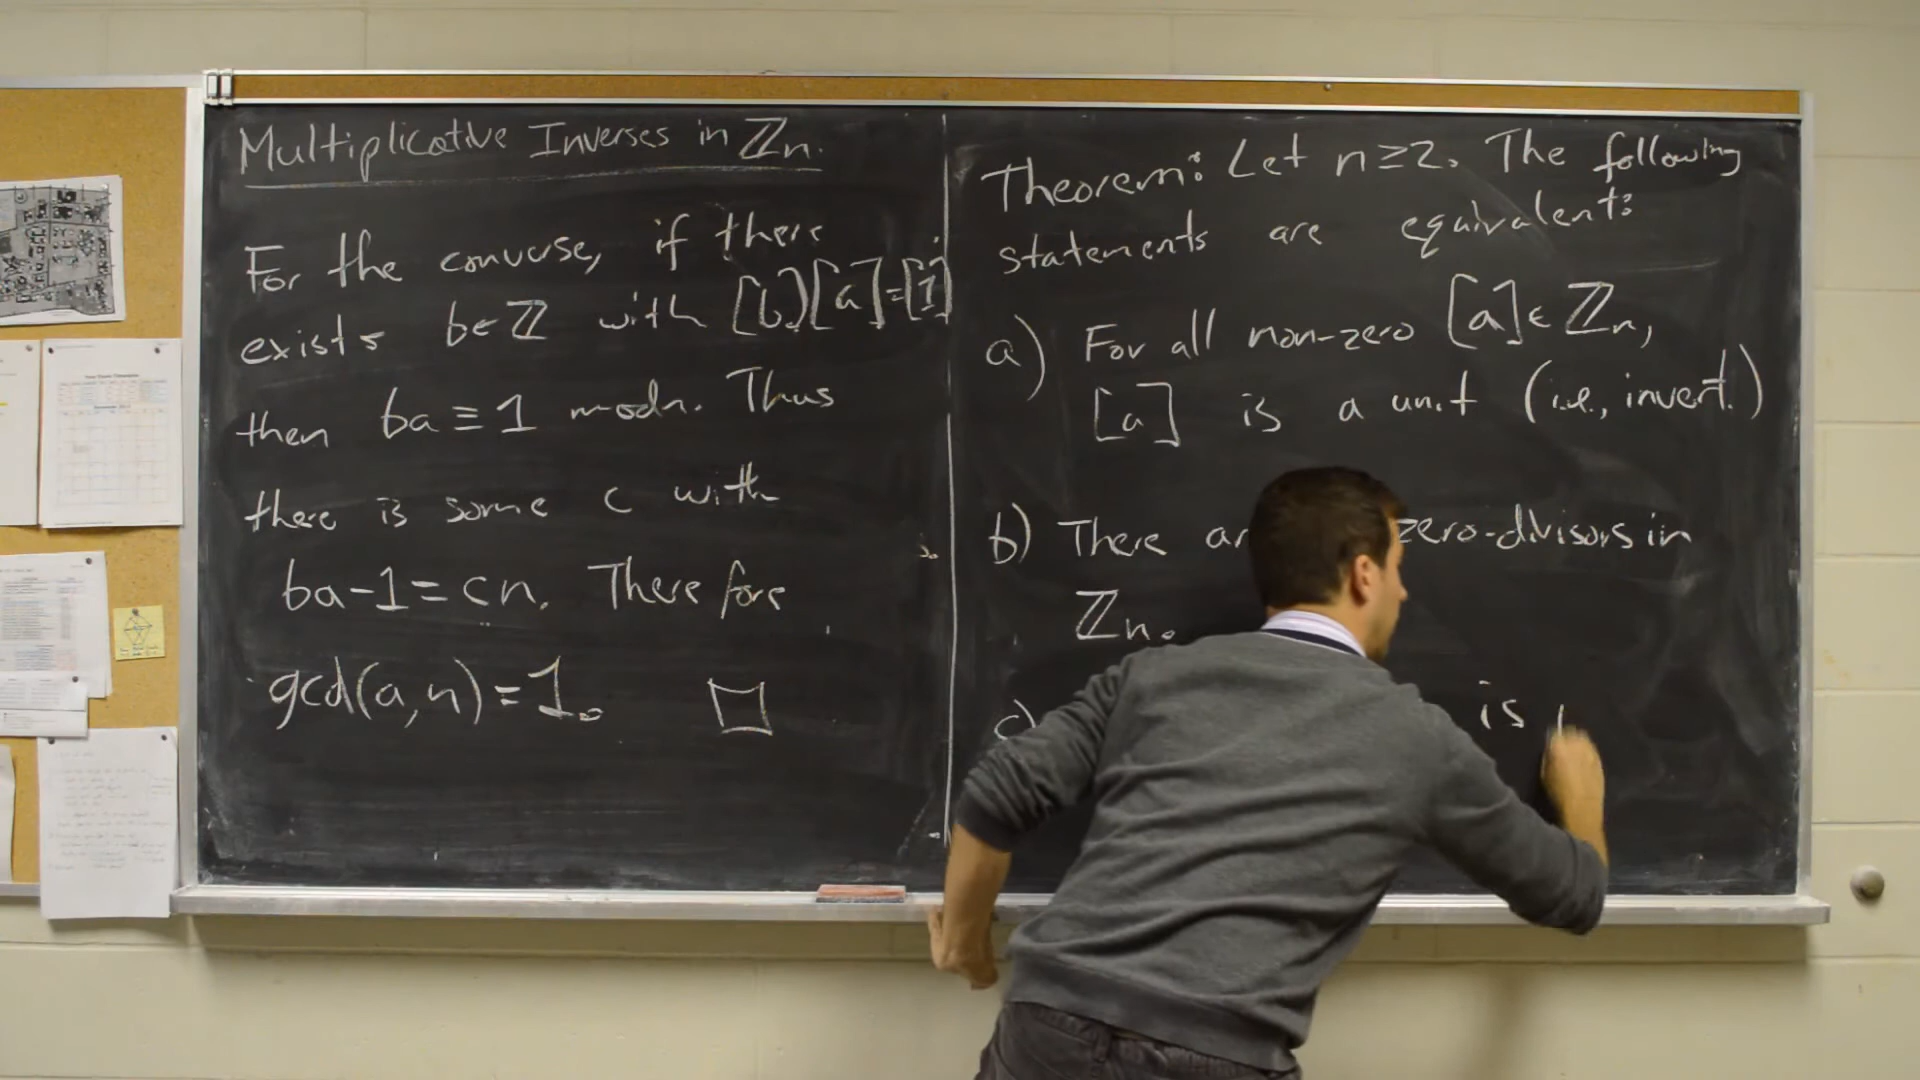 Multiplicative Inverses in ℤn.
For the converse, if there
exists b∈ℤ with [b][a]=[1]
then ba≡1 modn. Thus
there is some c with
ba-1=cn. Therefore
gcd(a,n)=1. □
Theorem: Let n≥2. The following
statements are equivalent:
a) For all non-zero [a]∈ℤn,
[a] is a unit (i.e., invert.)
b) There zero-divisors in
ℤn.
c) is